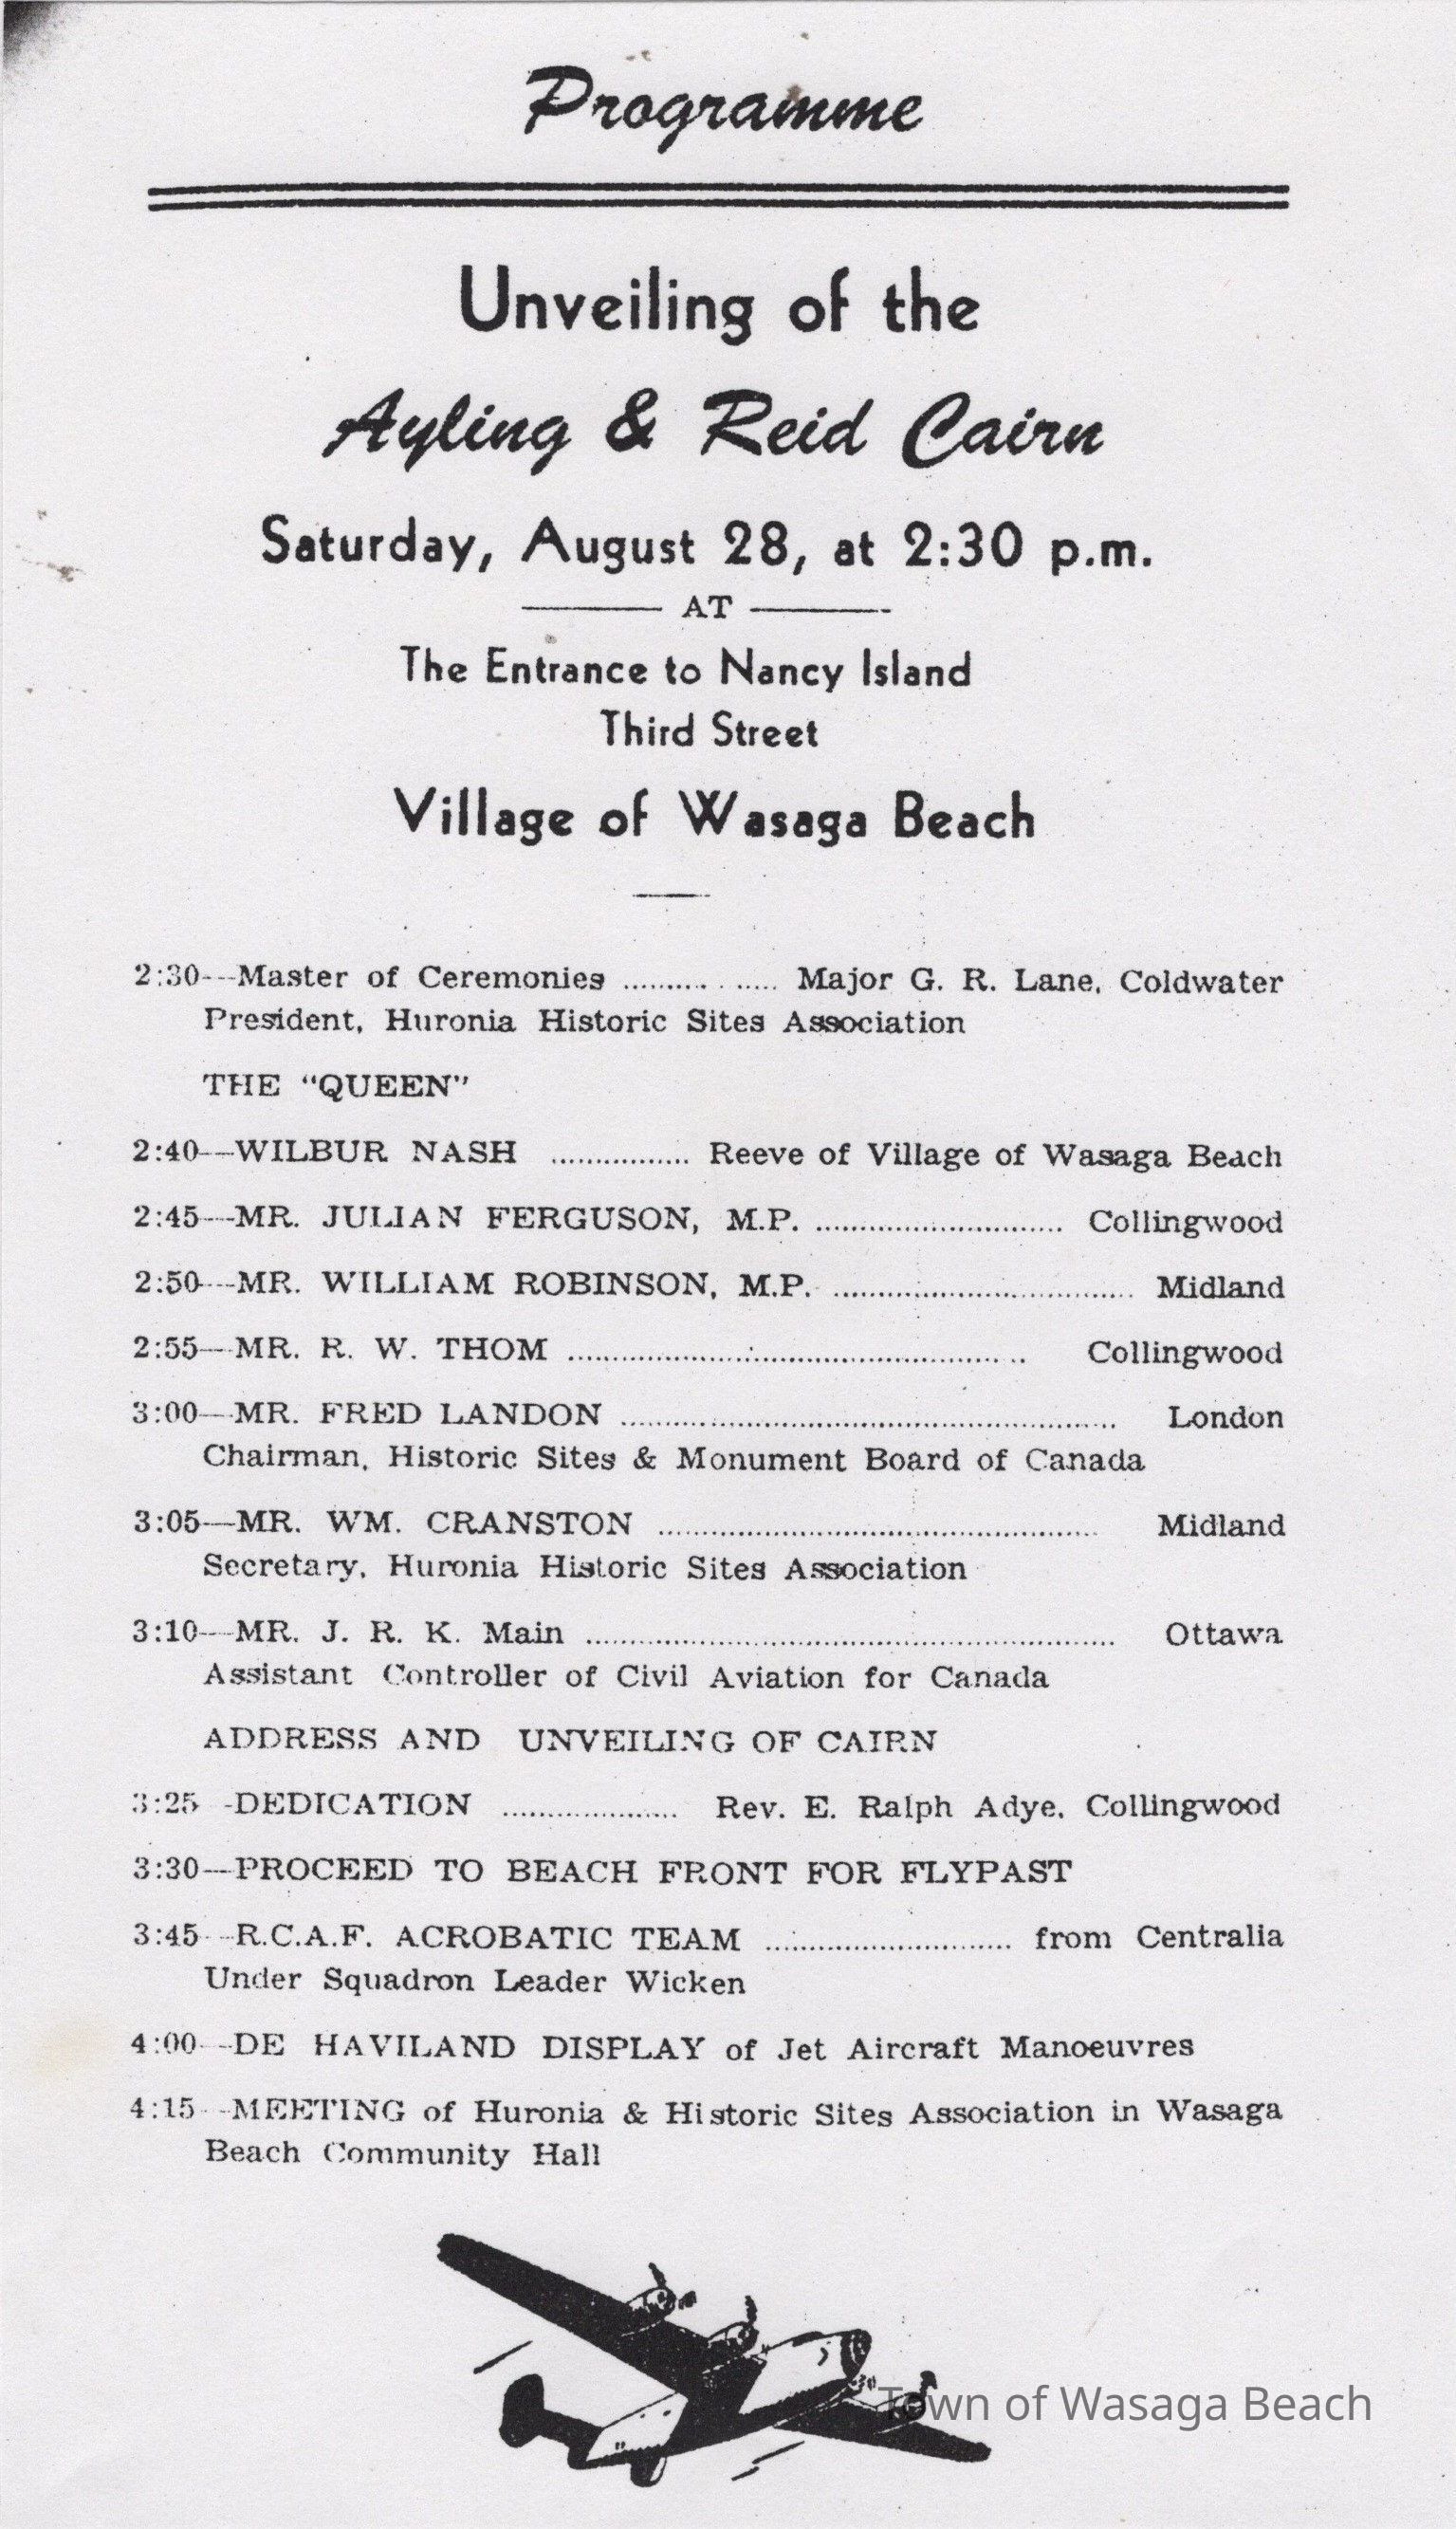 Programme
Unveiling of the
Ayling & Reid Cairn
Saturday, August 28, at 2:30 p.m.
AT
The Entrance to Nancy Island
Third Street
Village of Wasaga Beach
2:30---Master of Ceremonies ................ Major G. R. Lane, Coldwater
President, Huronia Historic Sites Association
THE "QUEEN"
2:40---WILBUR NASH ................ Reeve of Village of Wasaga Beach
2:45---MR. JULIAN FERGUSON, M.P. ............................ Collingwood
2:50---MR. WILLIAM ROBINSON, M.P. .................................. Midland
2:55---MR. R. W. THOM .................................................... Collingwood
3:00---MR. FRED LANDON ........................................................ London
Chairman, Historic Sites & Monument Board of Canada
3:05---MR. WM. CRANSTON .................................................. Midland
Secretary, Huronia Historic Sites Association
3:10---MR. J. R. K. Main ............................................................ Ottawa
Assistant Controller of Civil Aviation for Canada
ADDRESS AND UNVEILING OF CAIRN
3:25 -DEDICATION .................... Rev. E. Ralph Adye, Collingwood
3:30---PROCEED TO BEACH FRONT FOR FLYPAST
3:45---R.C.A.F. ACROBATIC TEAM ............................ from Centralia
Under Squadron Leader Wicken
4:00---DE HAVILAND DISPLAY of Jet Aircraft Manoeuvres
4:15---MEETING of Huronia & Historic Sites Association in Wasaga
Beach Community Hall
Town of Wasaga Beach